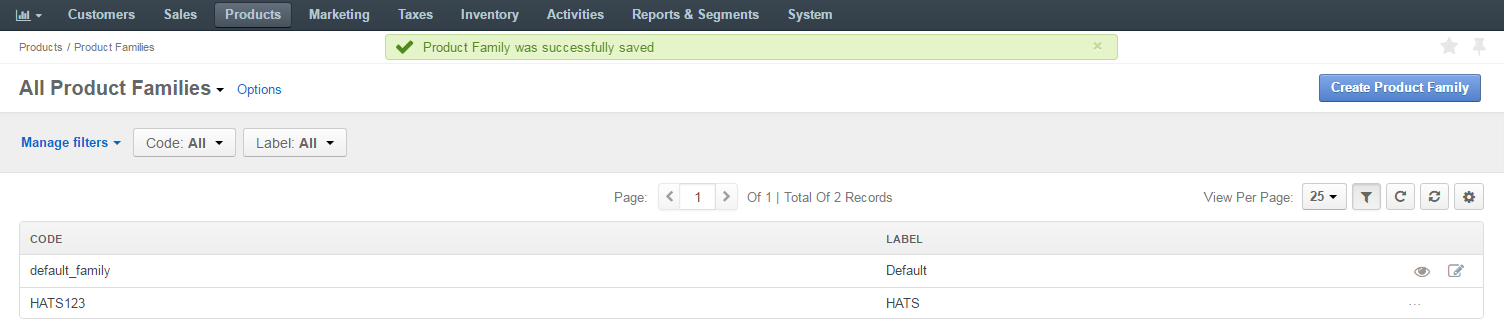 Customers Sales Products Marketing Taxes Inventory Activities Reports & Segments System
Products / Product Families
Product Family was successfully saved ×
All Product Families Options
Create Product Family
Manage filters Code: All Label: All
Page: 1 Of 1 | Total Of 2 Records View Per Page: 25
CODE LABEL
default_family Default
HATS123 HATS ...